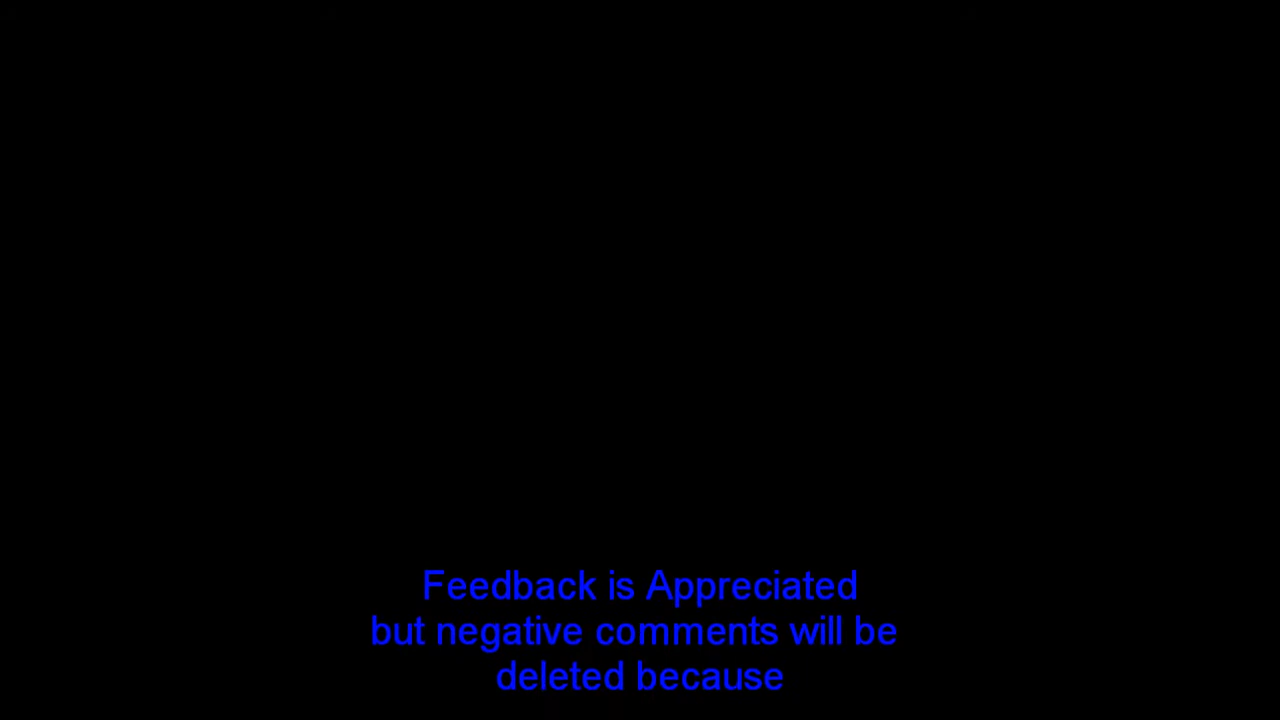 Feedback is Appreciated
but negative comments will be
deleted because